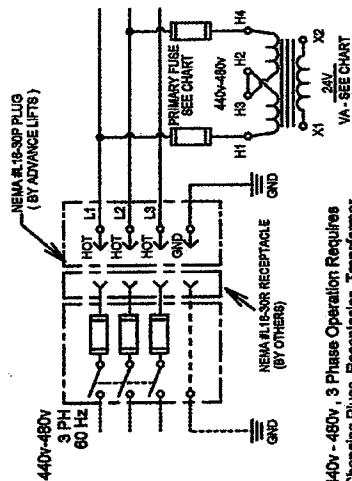 440v-480v
3 PH
60 Hz
NEMA #L16-30P PLUG
( BY ADVANCE LIFTS )
HOT
L1
HOT
L2
HOT
L3
GND
GND
GND
NEMA #L16-30R RECEPTACLE
(BY OTHERS)
PRIMARY FUSE
SEE CHART
440v-480v
H1
H3
H2
H4
X1
X2
24V
VA - SEE CHART
440v - 480v, 3 Phase Operation Requires